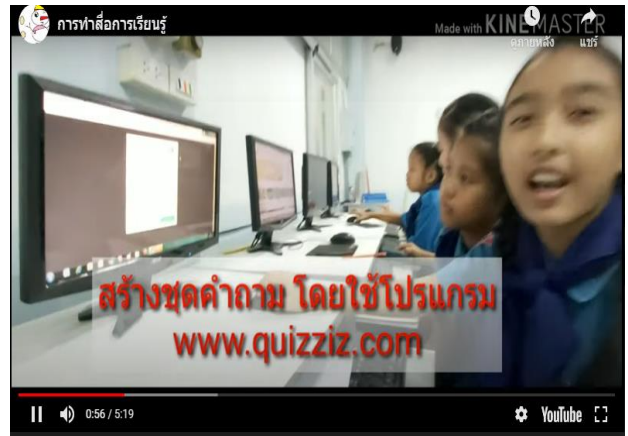 การทำสื่อการเรียนรู้
Made with KINEMASTER
ดูภายหลัง แชร์
สร้างชุดคำถาม โดยใช้โปรแกรม
www.quizziz.com
0:56 / 5:19
YouTube